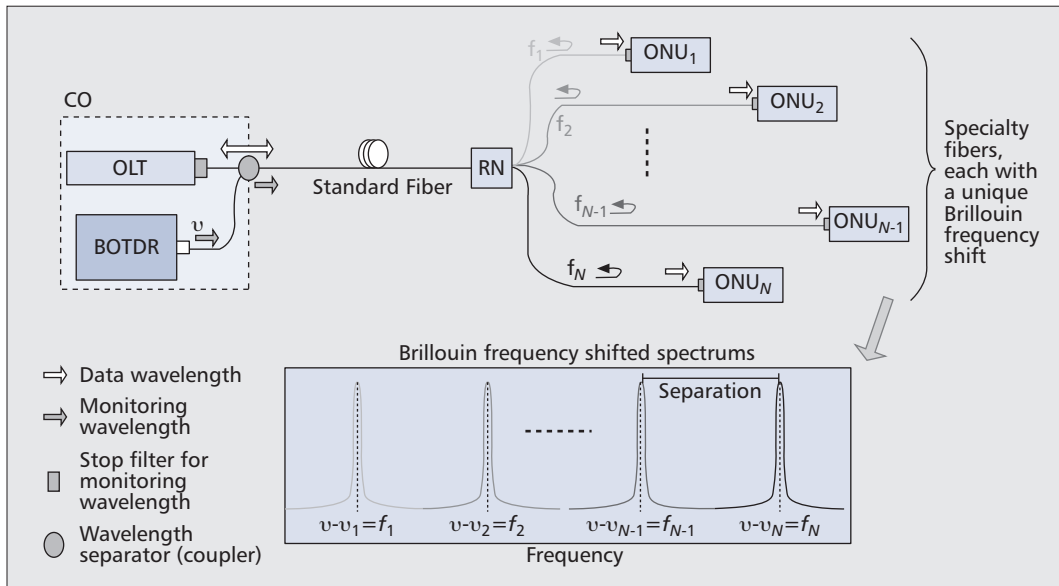 CO
OLT
BOTDR
υ
Standard Fiber
RN
f1
f2
fN-1
fN
ONU1
ONU2
ONUN-1
ONUN
Specialty
fibers,
each with
a unique
Brillouin
frequency
shift
Brillouin frequency shifted spectrums
Separation
υ-υ1=f1
υ-υ2=f2
υ-υN-1=fN-1
υ-υN=fN
Frequency
Data wavelength
Monitoring
wavelength
Stop filter for
monitoring
wavelength
Wavelength
separator (coupler)